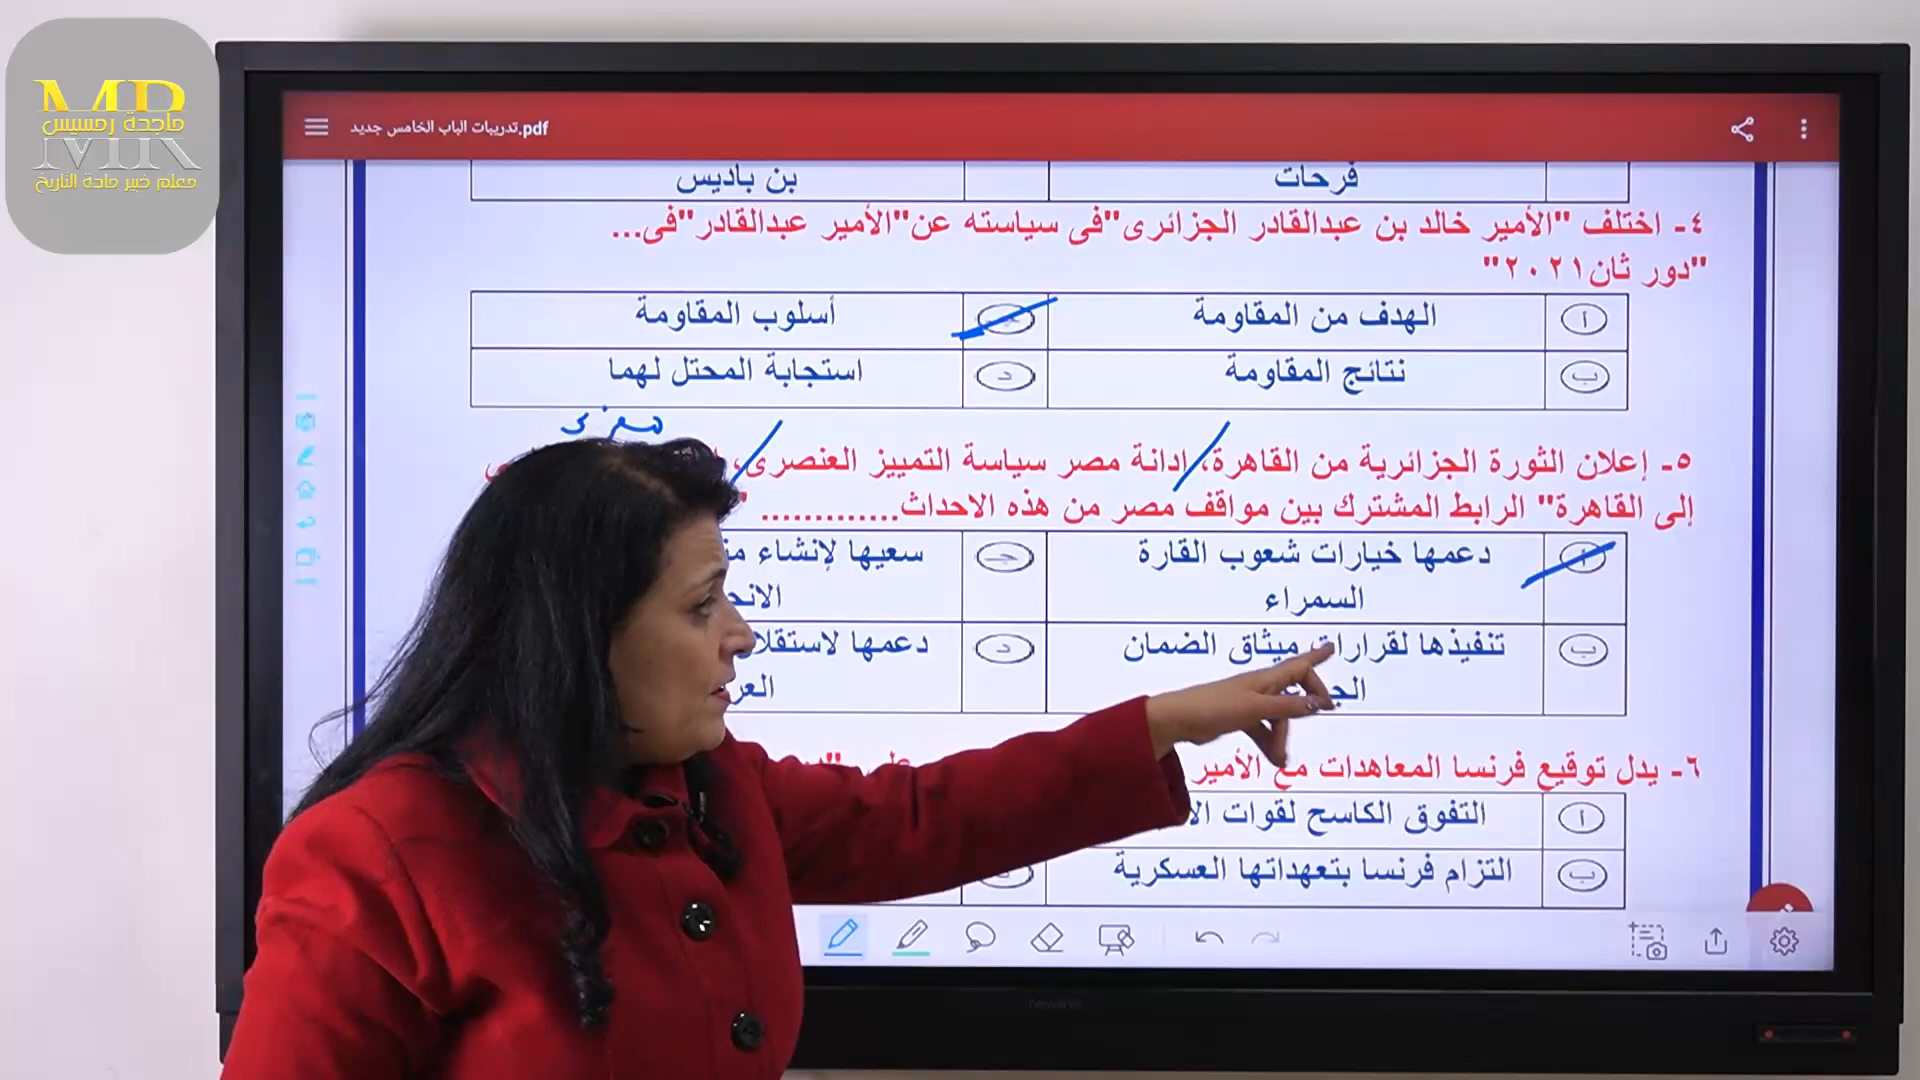 MR
ماجدة رمسيس
معلم خبير مادة التاريخ
تدريبات الباب الخامس جديد.pdf
فرحات
بن باديس
٤- اختلف "الأمير خالد بن عبدالقادر الجزائرى"فى سياسته عن"الأمير عبدالقادر"فى...
"دور ثان٢٠٢١"
أ الهدف من المقاومة
جـ أسلوب المقاومة
ب نتائج المقاومة
د استجابة المحتل لهما
٥- إعلان الثورة الجزائرية من القاهرة، إدانة مصر سياسة التمييز العنصرى،
إلى القاهرة" الرابط المشترك بين مواقف مصر من هذه الاحداث.............
أ دعمها خيارات شعوب القارة
السمراء
جـ سعيها لإنشاء
ب تنفيذها لقرارات ميثاق الضمان
د دعمها
٦- يدل توقيع فرنسا المعاهدات مع الأمير
أ التفوق الكاسح لقوات
ب التزام فرنسا بتعهداتها العسكرية